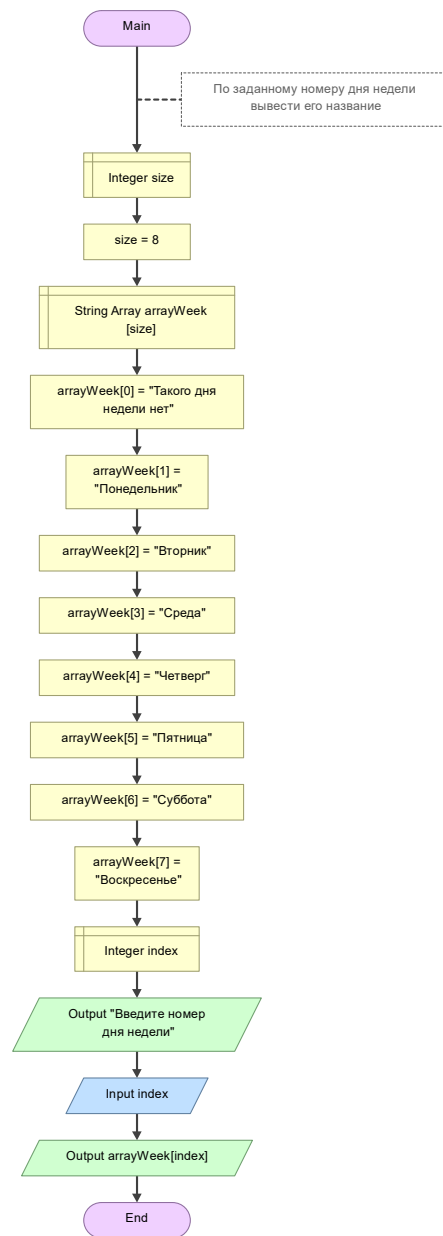 Main
По заданному номеру дня недели
вывести его название
Integer size
size = 8
String Array arrayWeek
[size]
arrayWeek[0] = "Такого дня
недели нет"
arrayWeek[1] =
"Понедельник"
arrayWeek[2] = "Вторник"
arrayWeek[3] = "Среда"
arrayWeek[4] = "Четверг"
arrayWeek[5] = "Пятница"
arrayWeek[6] = "Суббота"
arrayWeek[7] =
"Воскресенье"
Integer index
Output "Введите номер
дня недели"
Input index
Output arrayWeek[index]
End